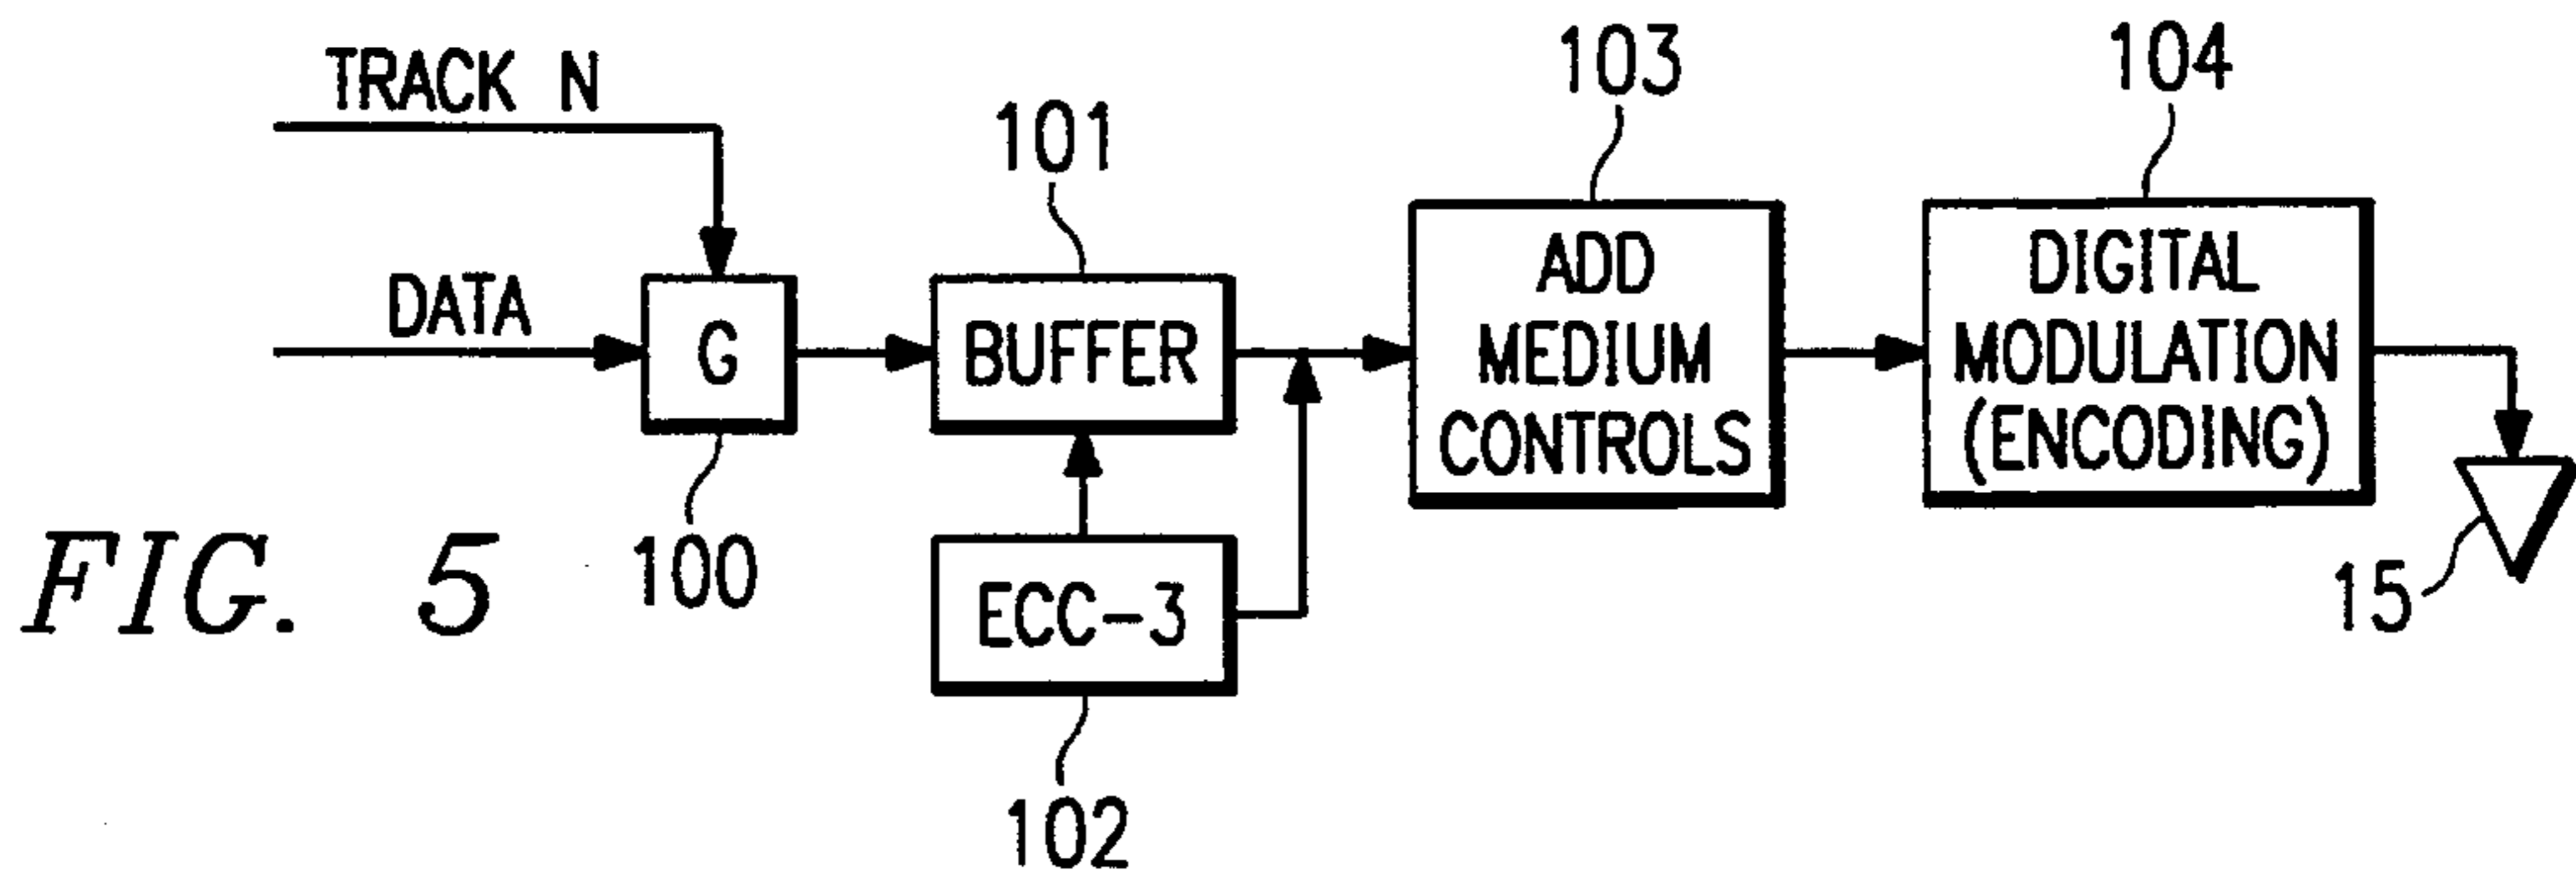 TRACK N
DATA
G
100
101
BUFFER
ECC-3
102
103
ADD
MEDIUM
CONTROLS
104
DIGITAL
MODULATION
(ENCODING)
15
FIG. 5